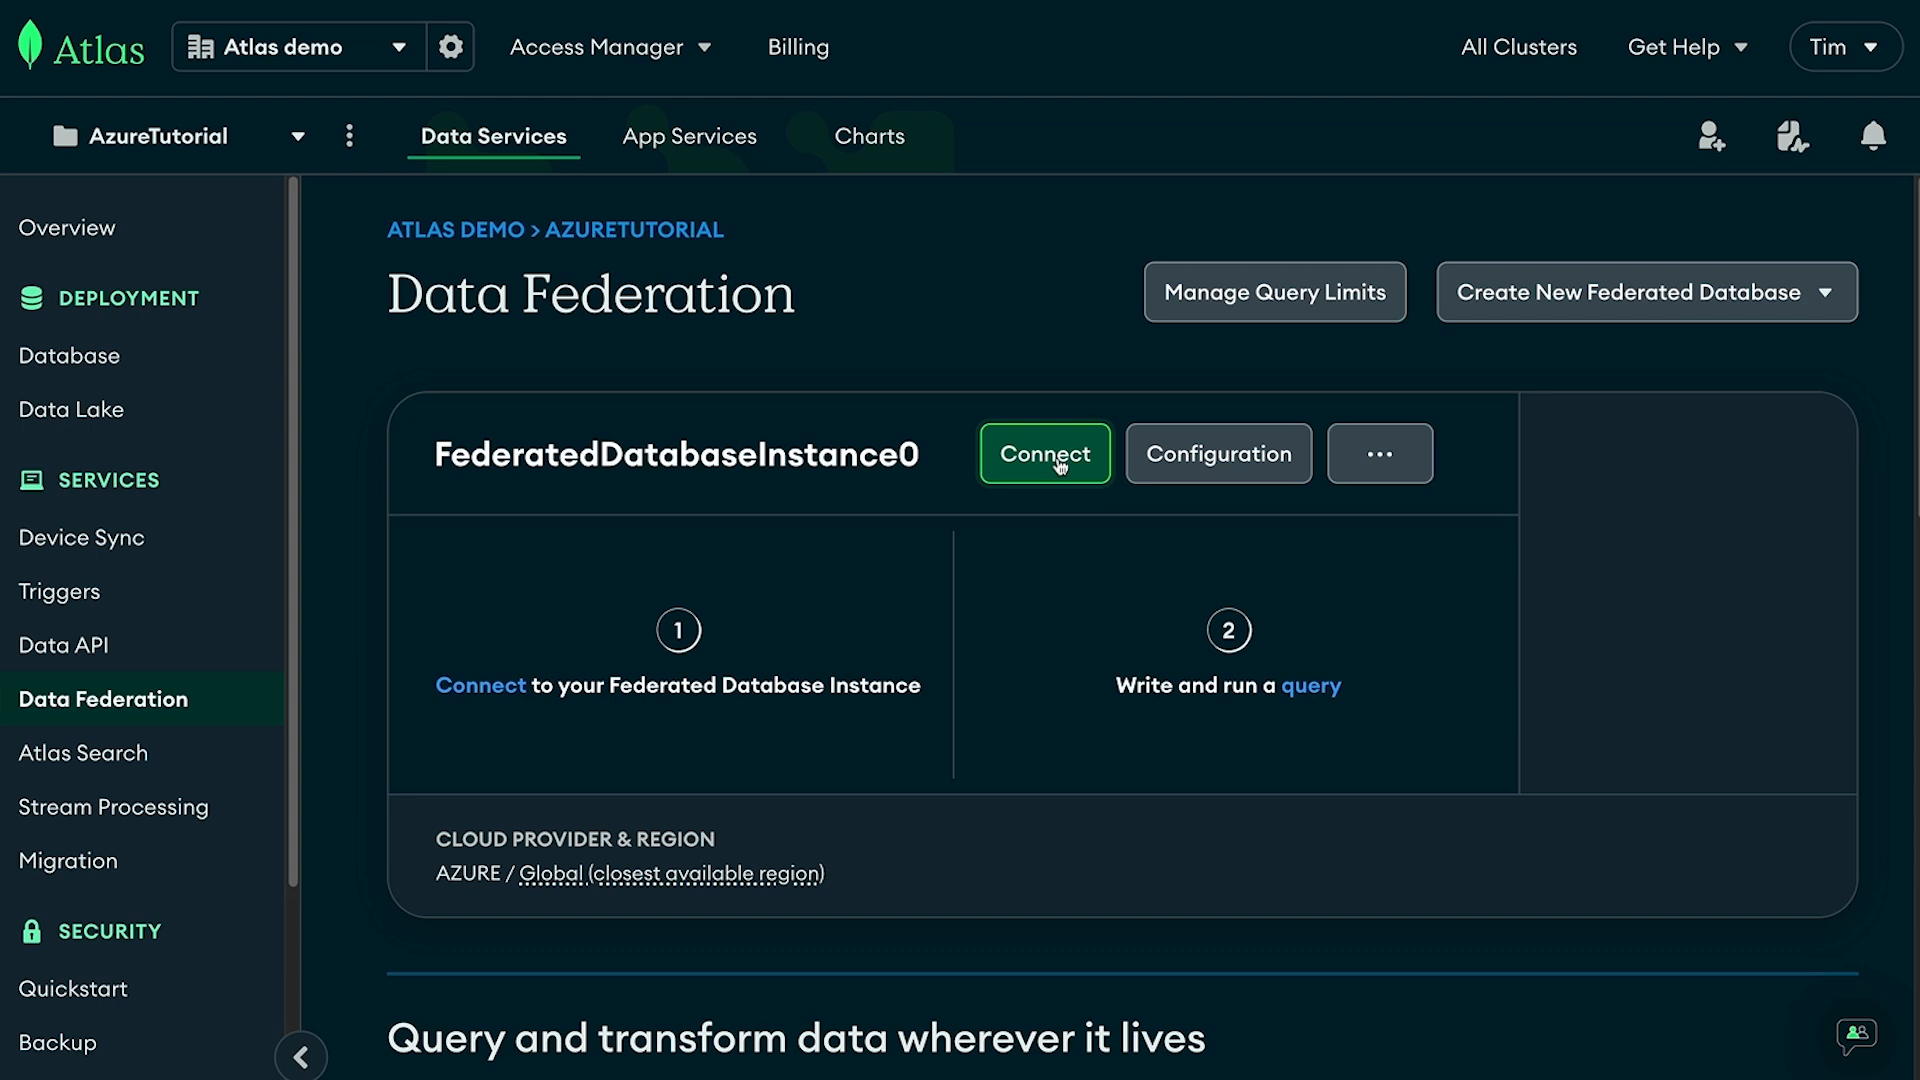 Atlas
Atlas demo
Access Manager
Billing
All Clusters
Get Help
Tim
AzureTutorial
Data Services
App Services
Charts
Overview
DEPLOYMENT
Database
Data Lake
SERVICES
Device Sync
Triggers
Data API
Data Federation
Atlas Search
Stream Processing
Migration
SECURITY
Quickstart
Backup
ATLAS DEMO > AZURETUTORIAL
Data Federation
Manage Query Limits
Create New Federated Database
FederatedDatabaseInstance0
Connect
Configuration
...
1
Connect to your Federated Database Instance
2
Write and run a query
CLOUD PROVIDER & REGION
AZURE / Global (closest available region)
Query and transform data wherever it lives